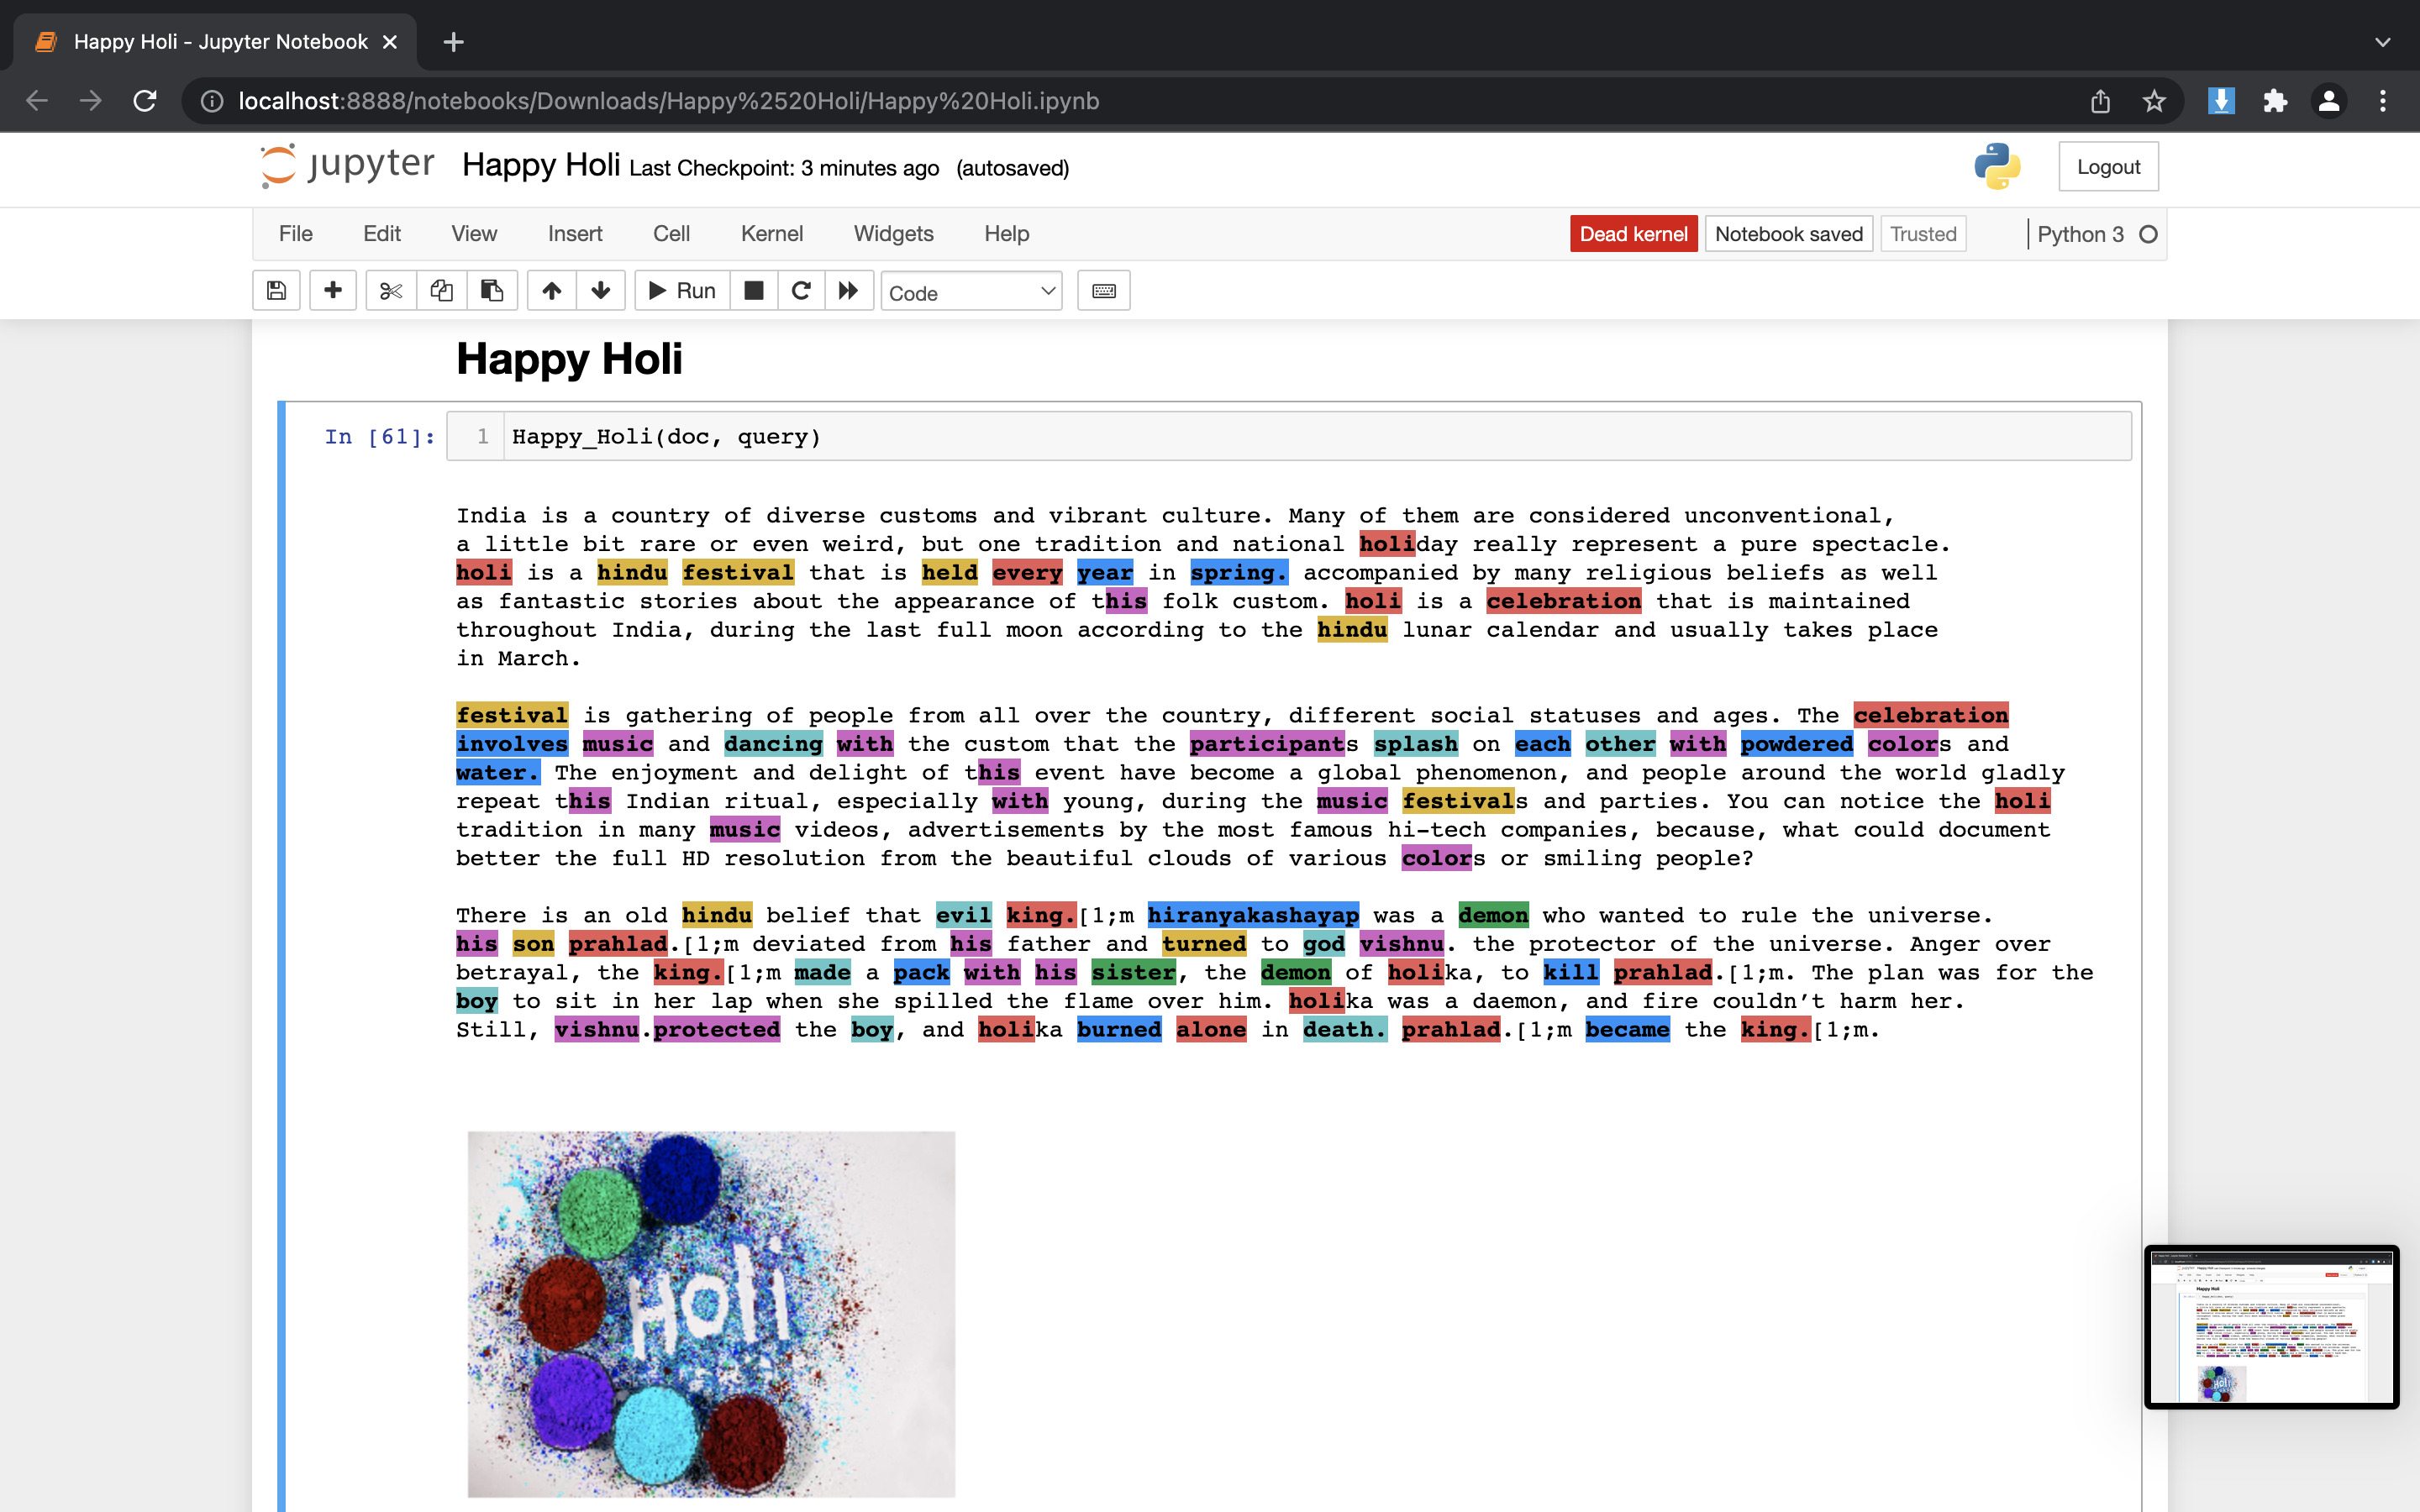 Happy Holi - Jupyter Notebook
localhost:8888/notebooks/Downloads/Happy%2520Holi/Happy%20Holi.ipynb
jupyter Happy Holi Last Checkpoint: 3 minutes ago (autosaved) Logout
File Edit View Insert Cell Kernel Widgets Help Dead kernel Notebook saved Trusted Python 3
Run Code
Happy Holi
In [61]: 1 Happy_Holi(doc, query)
India is a country of diverse customs and vibrant culture. Many of them are considered unconventional,
a little bit rare or even weird, but one tradition and national holiday really represent a pure spectacle.
holi is a hindu festival that is held every year in spring. accompanied by many religious beliefs as well
as fantastic stories about the appearance of this folk custom. holi is a celebration that is maintained
throughout India, during the last full moon according to the hindu lunar calendar and usually takes place
in March.
festival is gathering of people from all over the country, different social statuses and ages. The celebration
involves music and dancing with the custom that the participants splash on each other with powdered colors and
water. The enjoyment and delight of this event have become a global phenomenon, and people around the world gladly
repeat this Indian ritual, especially with young, during the music festivals and parties. You can notice the holi
tradition in many music videos, advertisements by the most famous hi-tech companies, because, what could document
better the full HD resolution from the beautiful clouds of various colors or smiling people?
There is an old hindu belief that evil king.[1;m hiranyakashayap was a demon who wanted to rule the universe.
his son prahlad.[1;m deviated from his father and turned to god vishnu. the protector of the universe. Anger over
betrayal, the king.[1;m made a pack with his sister, the demon of holika, to kill prahlad.[1;m. The plan was for the
boy to sit in her lap when she spilled the flame over him. holika was a daemon, and fire couldn’t harm her.
Still, vishnu.protected the boy, and holika burned alone in death. prahlad.[1;m became the king.[1;m.
Holi